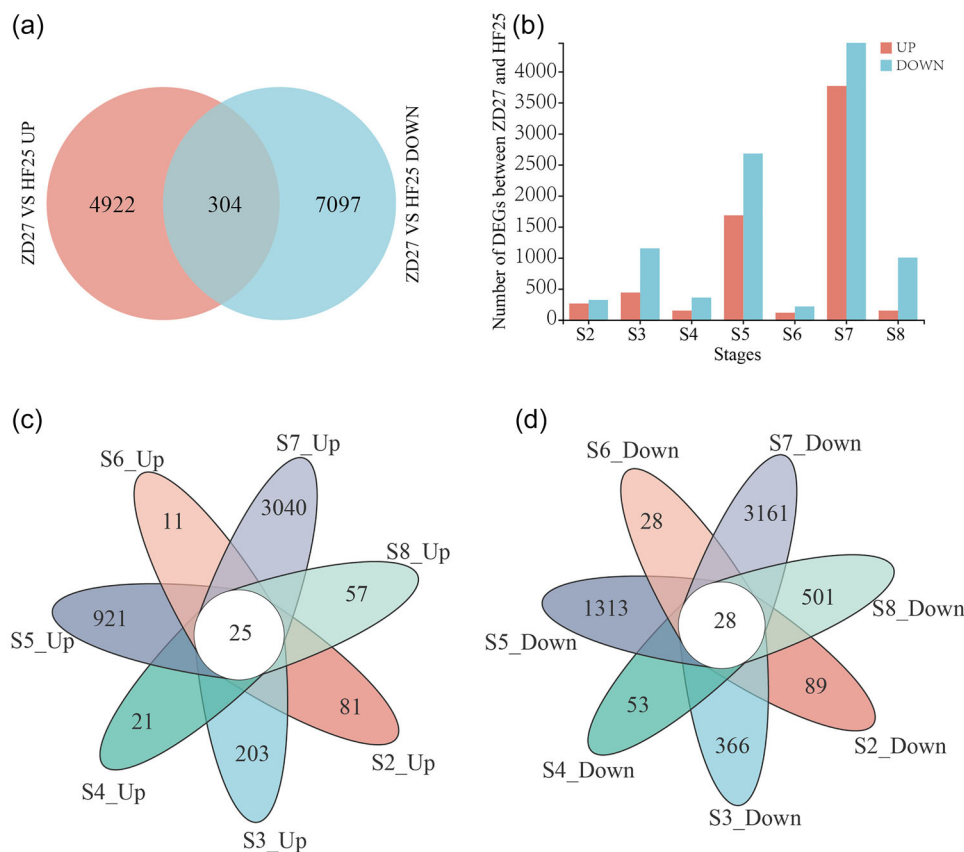 (a)
ZD27 VS HF25 UP
4922
304
7097
ZD27 VS HF25 DOWN
(b)
Number of DEGs between ZD27 and HF25
4000
3500
3000
2500
2000
1500
1000
500
0
S2
S3
S4
S5
S6
S7
S8
Stages
UP
DOWN
(c)
S7_Up
S6_Up
3040
11
S8_Up
57
921
S5_Up
25
81
21
S2_Up
203
S4_Up
S3_Up
(d)
S7_Down
S6_Down
3161
28
501
S8_Down
1313
S5_Down
28
89
53
S2_Down
366
S4_Down
S3_Down